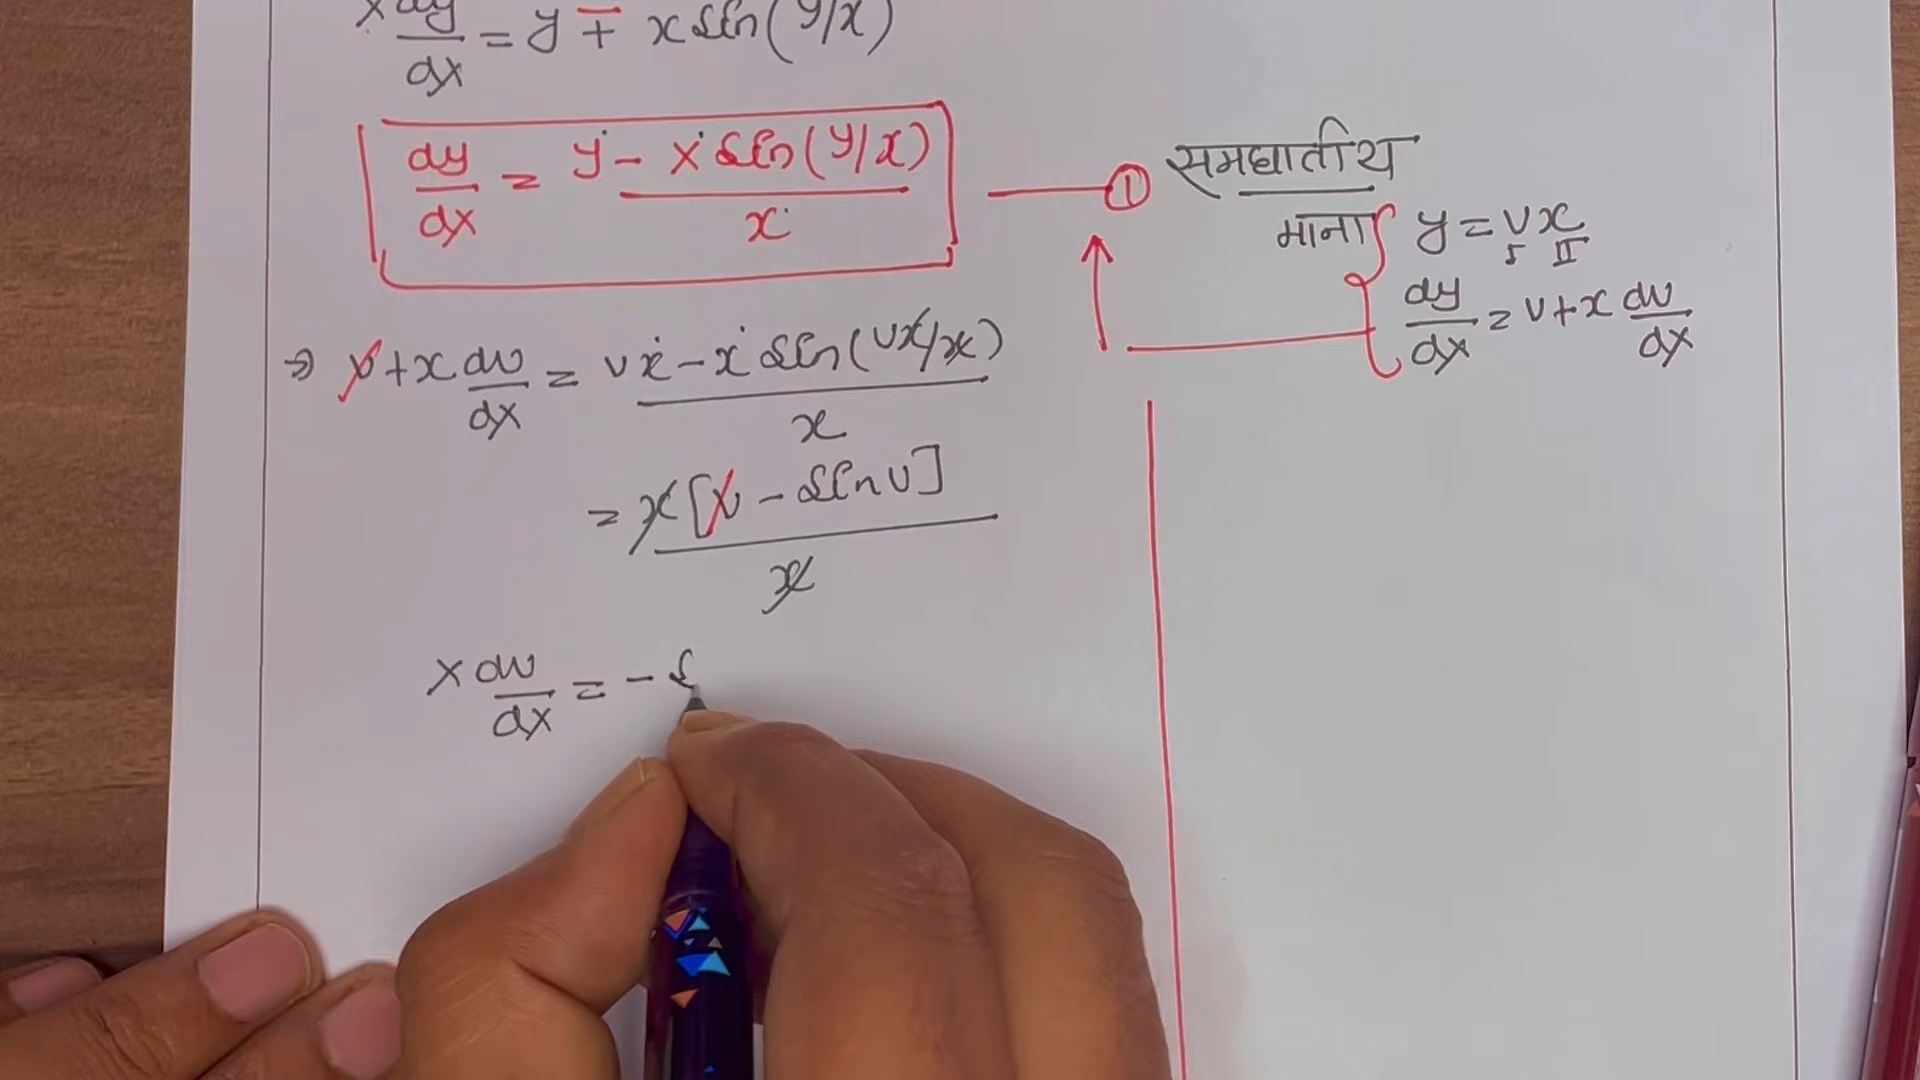 x dy/dx = y ∓ x sin(y/x)
dy/dx = y - x sin(y/x) / x — ① समघातीय
माना { y = vx
I II
dy/dx = v + x dv/dx
⇒ v + x dv/dx = vx - x sin(vx/x) / x
= x[v - sin v] / x
x dv/dx = - s